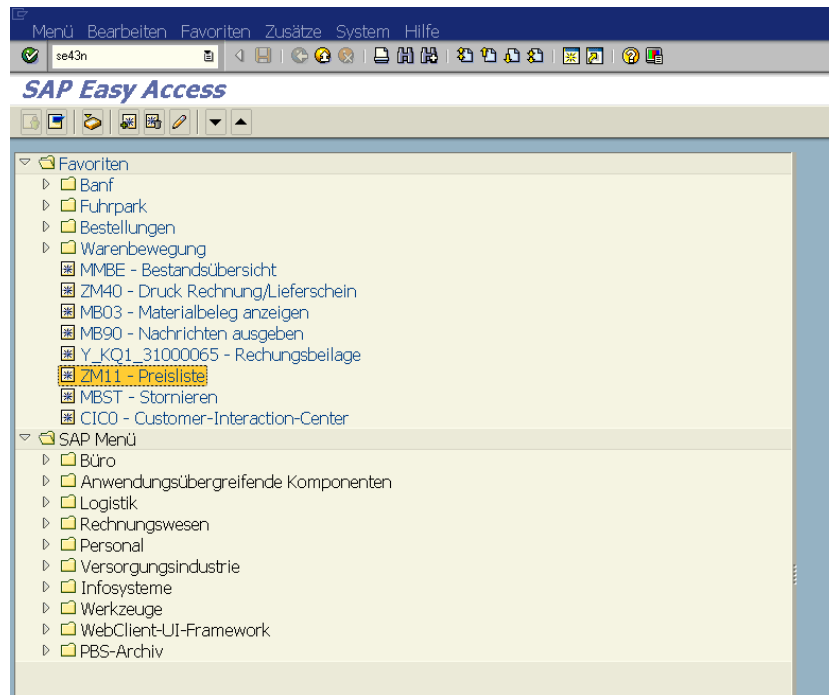 Menü Bearbeiten Favoriten Zusätze System Hilfe
se43n
SAP Easy Access
Favoriten
Banf
Fuhrpark
Bestellungen
Warenbewegung
MMBE - Bestandsübersicht
ZM40 - Druck Rechnung/Lieferschein
MB03 - Materialbeleg anzeigen
MB90 - Nachrichten ausgeben
Y_KQ1_31000065 - Rechungsbeilage
ZM11 - Preisliste
MBST - Stornieren
CIC0 - Customer-Interaction-Center
SAP Menü
Büro
Anwendungsübergreifende Komponenten
Logistik
Rechnungswesen
Personal
Versorgungsindustrie
Infosysteme
Werkzeuge
WebClient-UI-Framework
PBS-Archiv